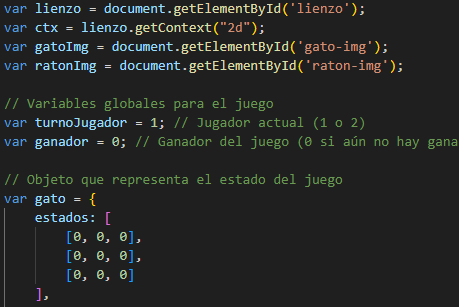 var lienzo = document.getElementById('lienzo');
var ctx = lienzo.getContext("2d");
var gatoImg = document.getElementById('gato-img');
var ratonImg = document.getElementById('raton-img');
// Variables globales para el juego
var turnoJugador = 1; // Jugador actual (1 o 2)
var ganador = 0; // Ganador del juego (0 si aún no hay gana
// Objeto que representa el estado del juego
var gato = {
estados: [
[0, 0, 0],
[0, 0, 0],
[0, 0, 0]
],